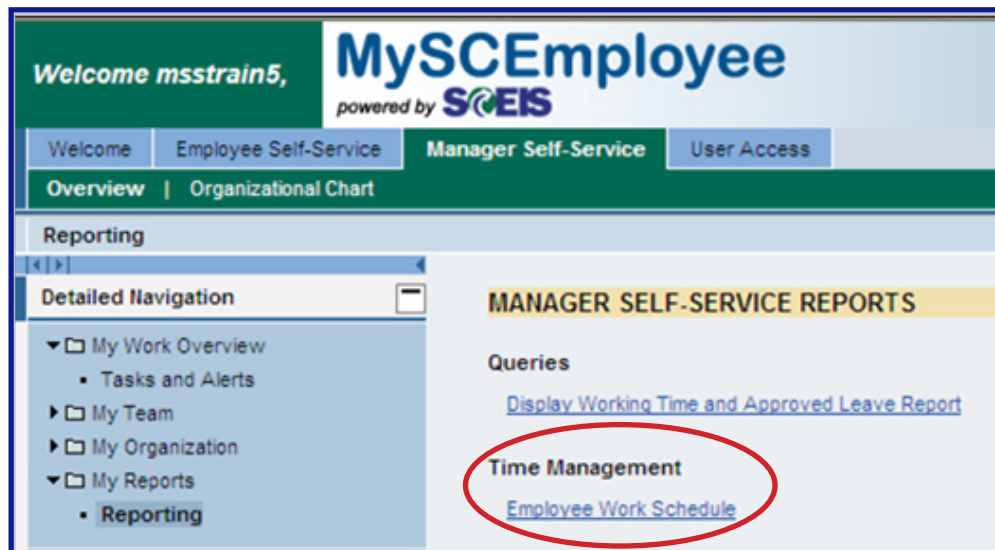 Welcome msstrain5,
MySCEmployee
powered by SCEIS
Welcome
Employee Self-Service
Manager Self-Service
User Access
Overview | Organizational Chart
Reporting
Detailed Navigation
My Work Overview
Tasks and Alerts
My Team
My Organization
My Reports
Reporting
MANAGER SELF-SERVICE REPORTS
Queries
Display Working Time and Approved Leave Report
Time Management
Employee Work Schedule